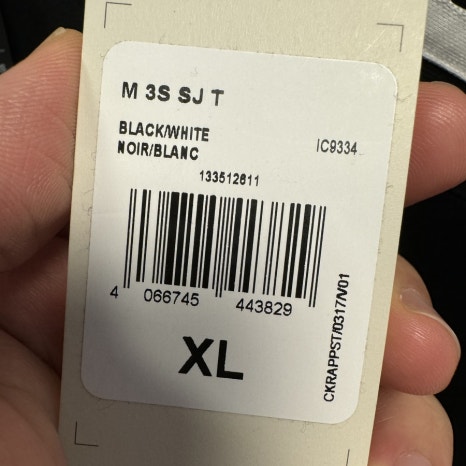 M 3S SJ T
BLACK/WHITE
NOIR/BLANC
IC9334
133512611
4 066745 443829
XL
CKRAPPST/0317/V01